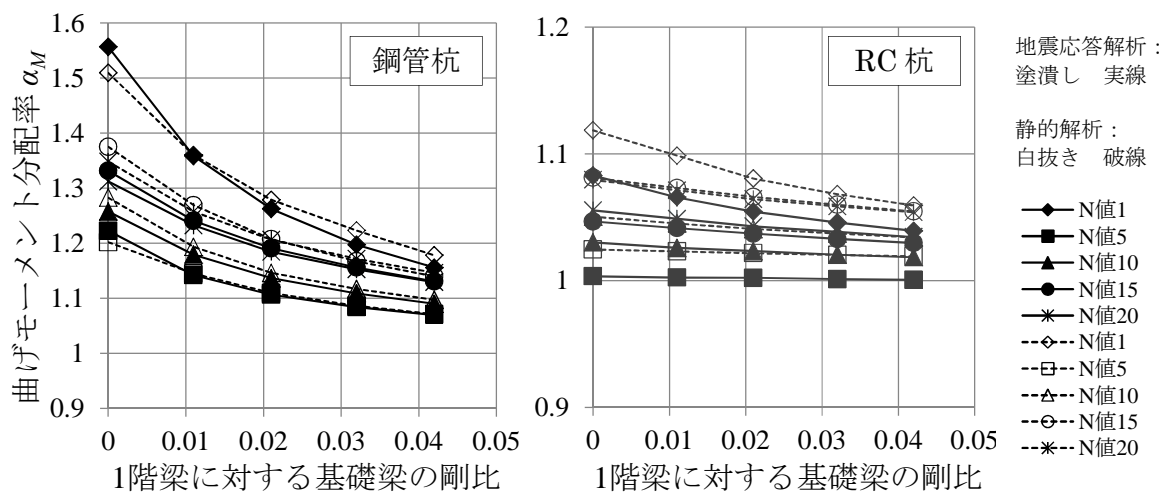 曲げモーメント分配率 α_M
1.6
1.5
1.4
1.3
1.2
1.1
1
0.9
鋼管杭
0 0.01 0.02 0.03 0.04 0.05
1階梁に対する基礎梁の剛比
1.2
1.1
1
0.9
RC 杭
0 0.01 0.02 0.03 0.04 0.05
1階梁に対する基礎梁の剛比
地震応答解析：
塗潰し 実線
静的解析：
白抜き 破線
N値1
N値5
N値10
N値15
N値20
N値1
N値5
N値10
N値15
N値20